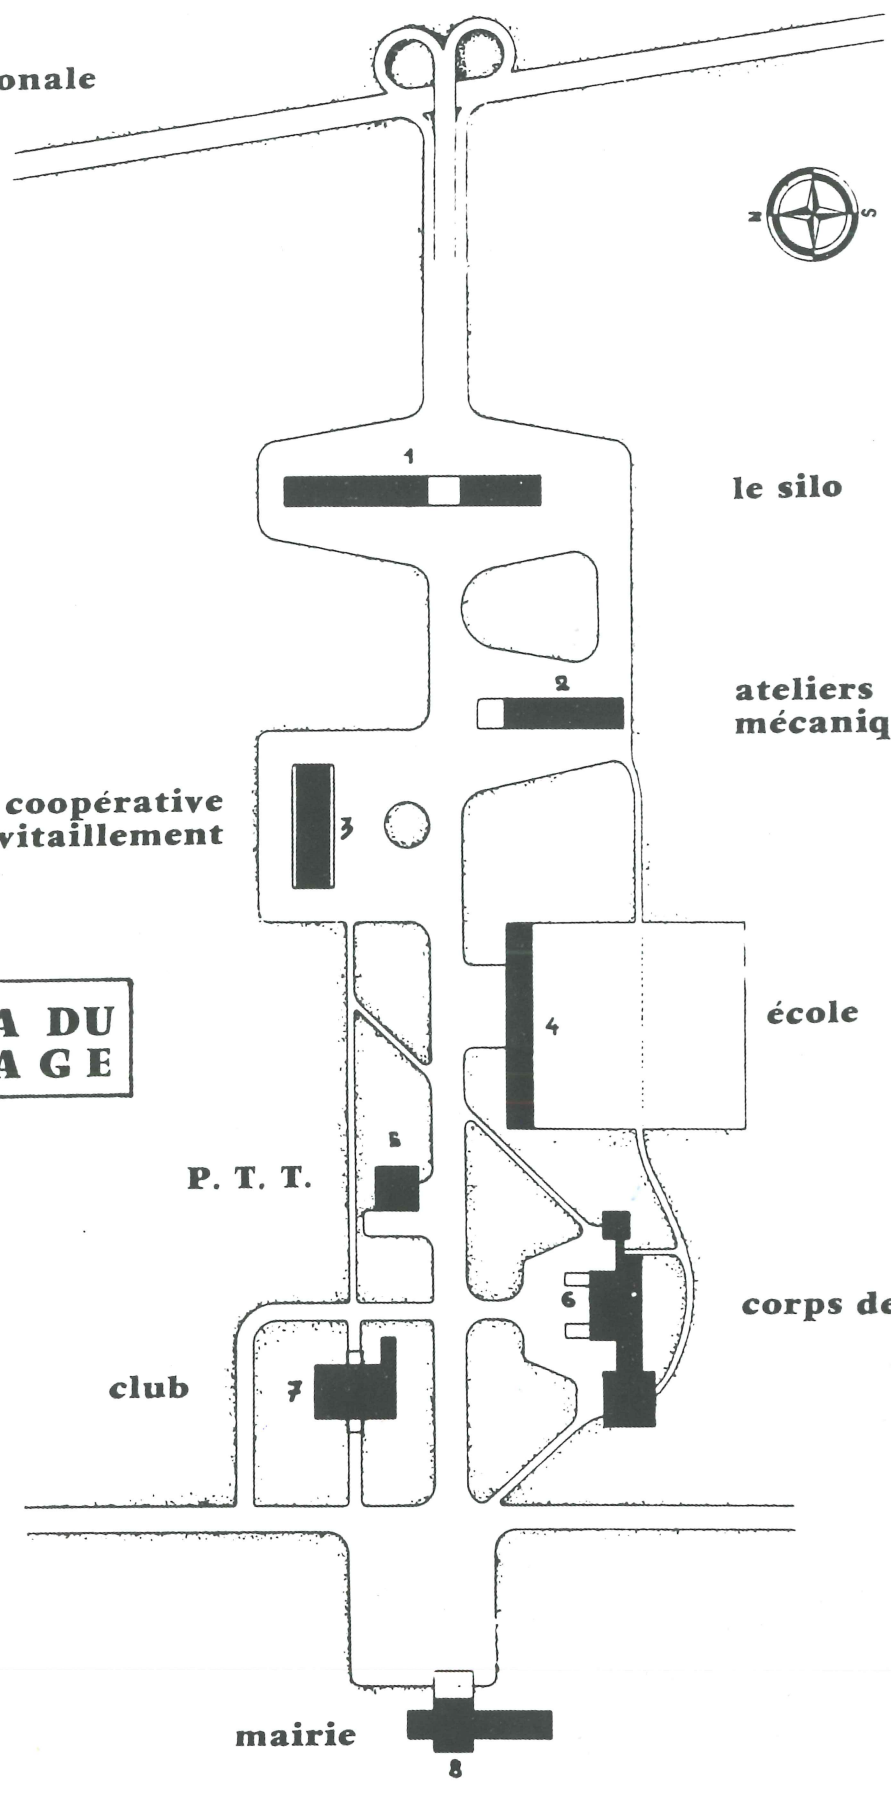 onale
N S
1
le silo
2
ateliers
mécaniq
coopérative
vitaillement
3
A DU
AGE
4
école
5
P. T. T.
6
corps de
club
7
mairie
8